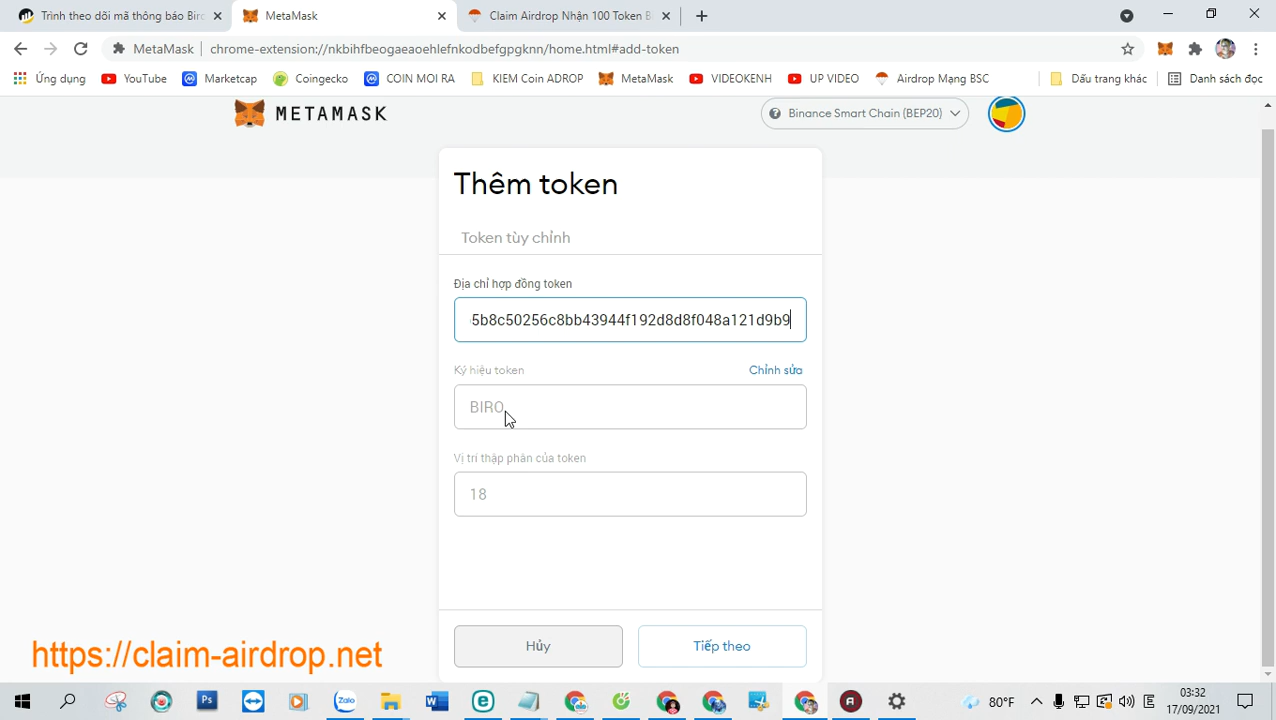 Trình theo dõi mã thông báo Biro
MetaMask
Claim Airdrop Nhận 100 Token B
MetaMask
chrome-extension://nkbihfbeogaeaoehlefnkodbefgpgknn/home.html#add-token
Ứng dụng
YouTube
Marketcap
Coingecko
COIN MOI RA
KIEM Coin ADROP
MetaMask
VIDEOKENH
UP VIDEO
Airdrop Mạng BSC
Dấu trang khác
Danh sách đọc
METAMASK
Binance Smart Chain (BEP20)
Thêm token
Token tùy chỉnh
Địa chỉ hợp đồng token
5b8c50256c8bb43944f192d8d8f048a121d9b9
Ký hiệu token
Chỉnh sửa
BIRO
Vị trí thập phân của token
18
Hủy
Tiếp theo
https://claim-airdrop.net
Ps
Zalo
80°F
03:32
17/09/2021